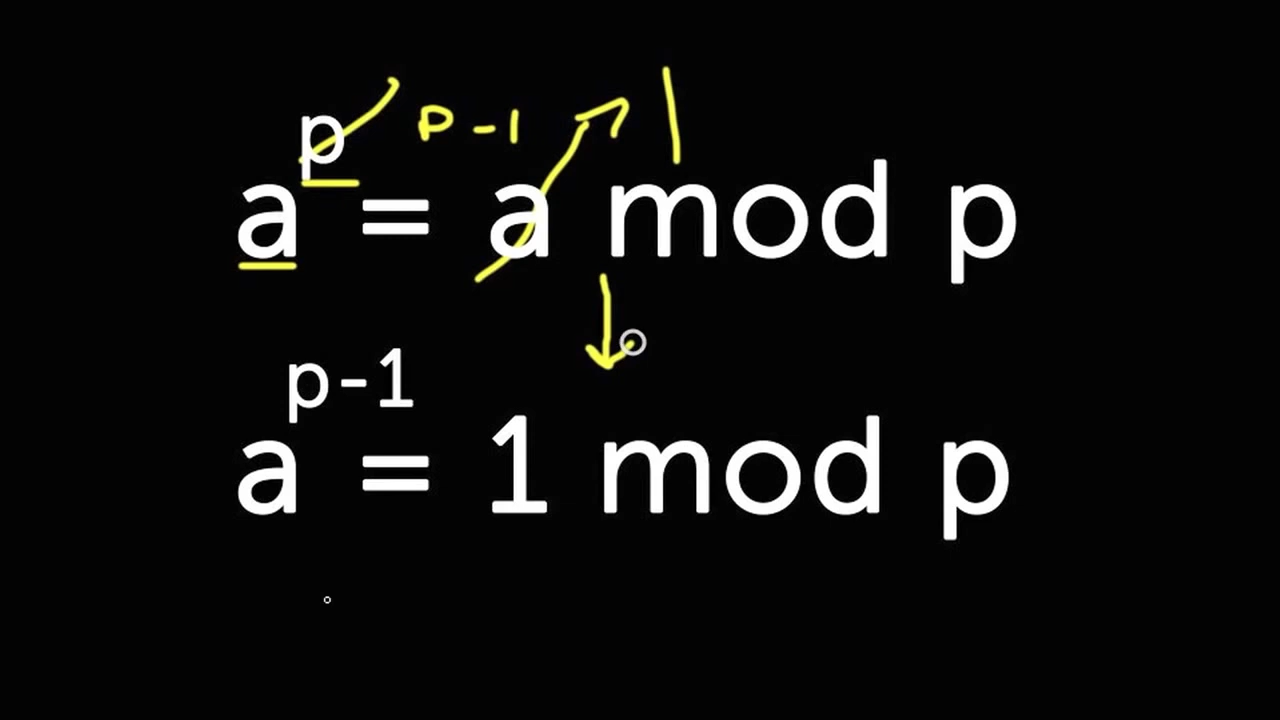 P-1 1
a^p = a mod p
a^p-1 = 1 mod p